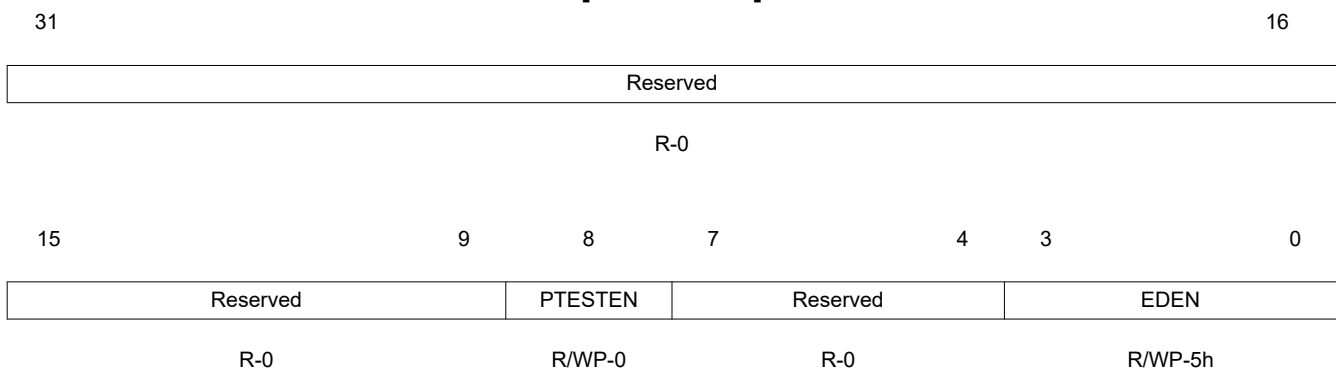 31 16
Reserved
R-0
15 9 8 7 4 3 0
Reserved PTESTEN Reserved EDEN
R-0 R/WP-0 R-0 R/WP-5h